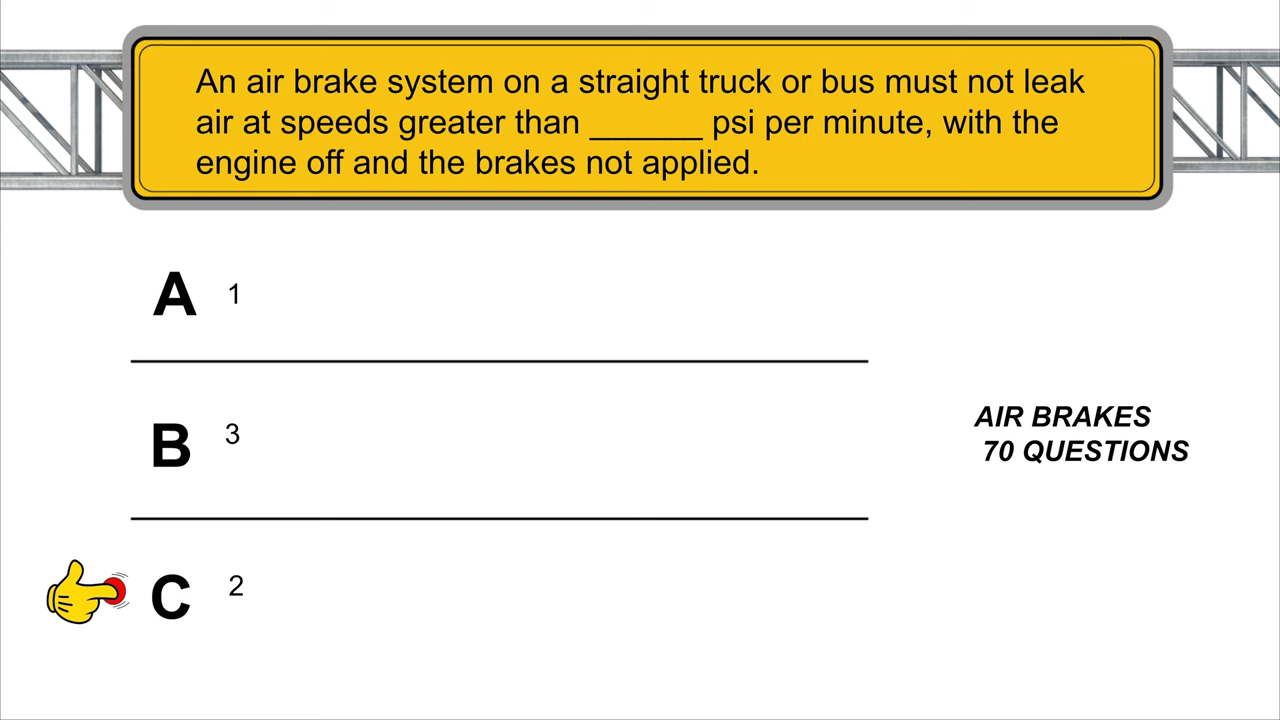 An air brake system on a straight truck or bus must not leak
air at speeds greater than ______ psi per minute, with the
engine off and the brakes not applied.
A 1
B 3
AIR BRAKES
70 QUESTIONS
C 2